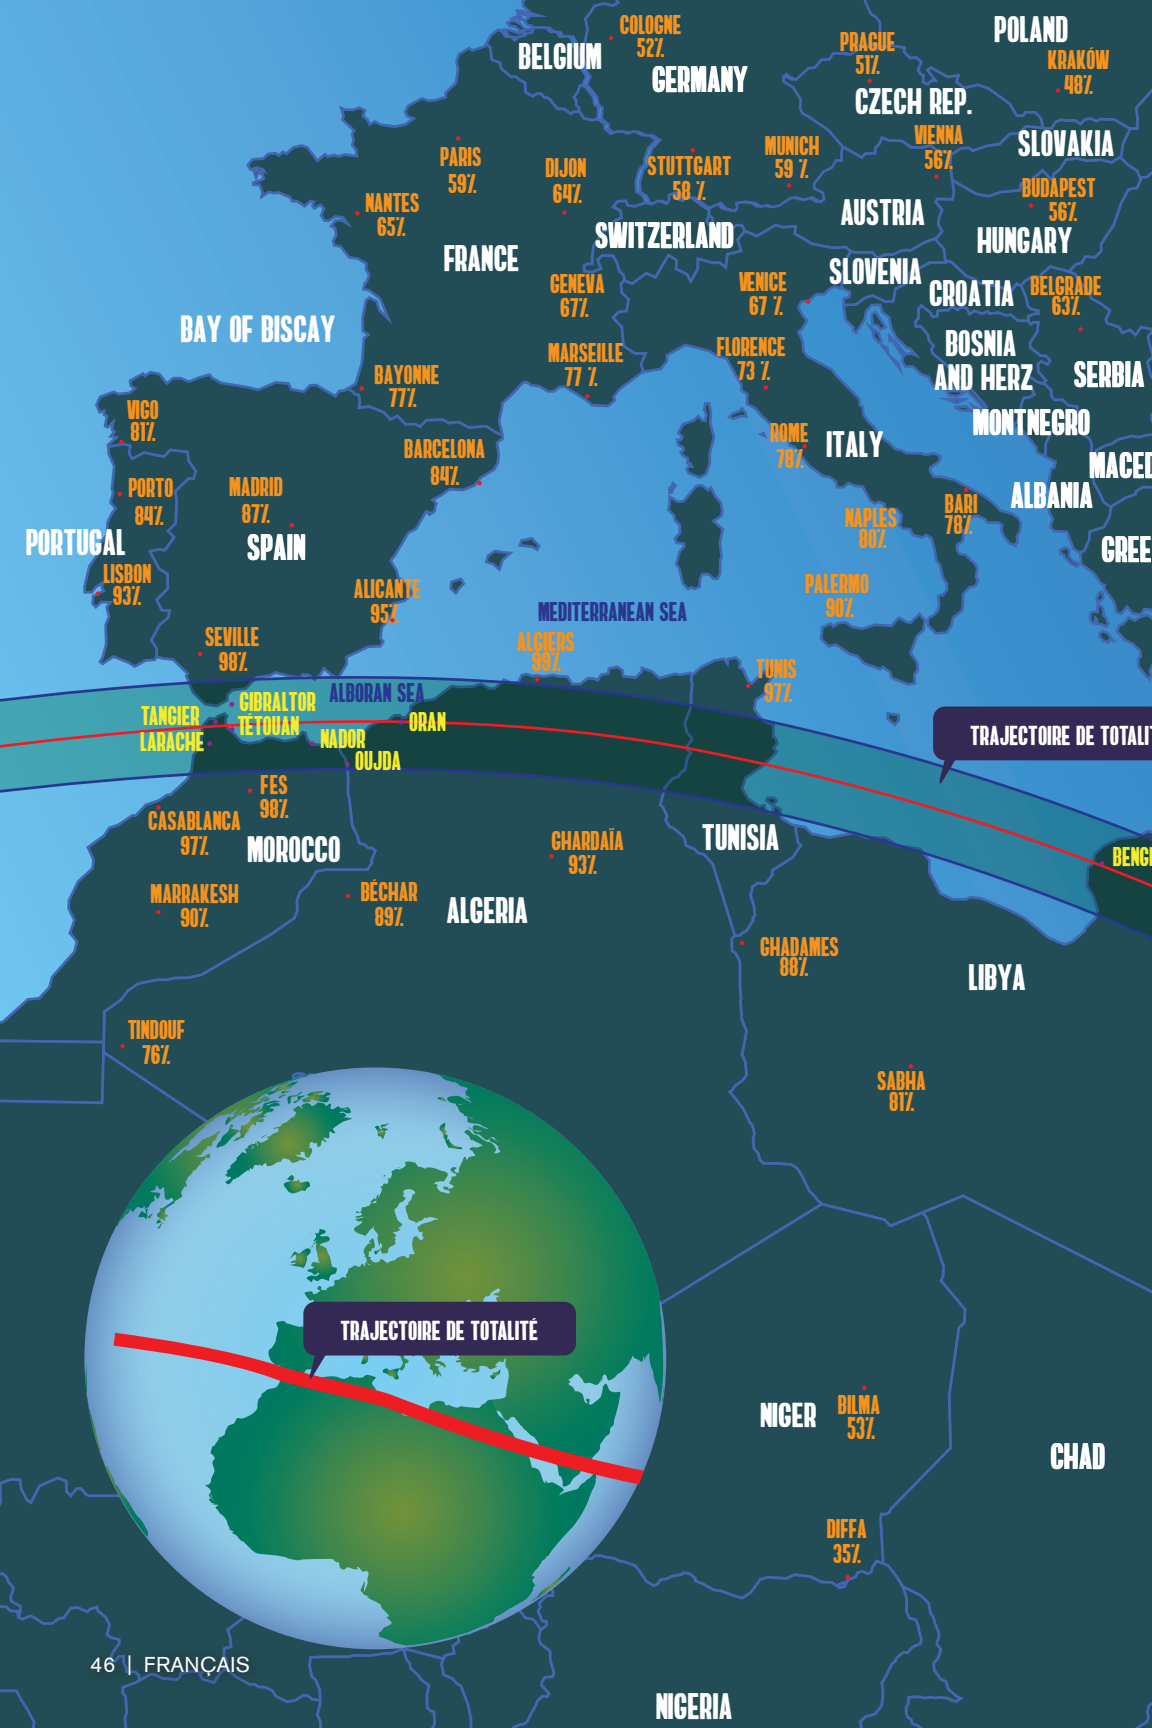 COLOGNE
52%
POLAND
BELGIUM
GERMANY
PRAGUE
51%
KRAKÓW
48%
CZECH REP.
VIENNA
56%
SLOVAKIA
PARIS
59%
DIJON
64%
STUTTGART
58 %
MUNICH
59 %
BUDAPEST
56%
NANTES
65%
AUSTRIA
SWITZERLAND
HUNGARY
FRANCE
SLOVENIA
GENEVA
67%
VENICE
67 %
CROATIA
BELGRADE
63%
BAY OF BISCAY
BOSNIA
AND HERZ
MARSEILLE
77 %
FLORENCE
73 %
SERBIA
BAYONNE
77%
VIGO
81%
MONTNEGRO
BARCELONA
84%
ROME
78%
ITALY
MACED
PORTO
84%
MADRID
87%
ALBANIA
BARI
78%
NAPLES
80%
PORTUGAL
SPAIN
GREE
LISBON
93%
ALICANTE
95%
PALERMO
90%
MEDITERRANEAN SEA
SEVILLE
98%
ALGIERS
99%
TUNIS
97%
ALBORAN SEA
GIBRALTOR
TANGIER
TÉTOUAN
ORAN
LARACHE
NADOR
OUJDA
TRAJECTOIRE DE TOTALIT
FES
98%
CASABLANCA
97%
MOROCCO
GHARDAÏA
93%
TUNISIA
BENG
MARRAKESH
90%
BÉCHAR
89%
ALGERIA
GHADAMES
88%
LIBYA
TINDOUF
76%
SABHA
81%
TRAJECTOIRE DE TOTALITÉ
NIGER
BILMA
53%
CHAD
DIFFA
35%
46 | FRANÇAIS
NIGERIA